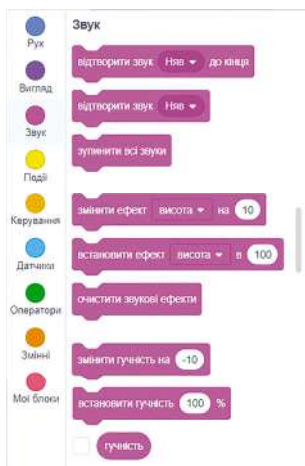 Рух
Вигляд
Звук
Події
Керування
Датчики
Оператори
Змінні
Мої блоки
Звук
відтворити звук Няв до кінця
відтворити звук Няв
зупинити всі звуки
змінити ефект висота на 10
встановити ефект висота в 100
очистити звукові ефекти
змінити гучність на -10
встановити гучність 100 %
гучність